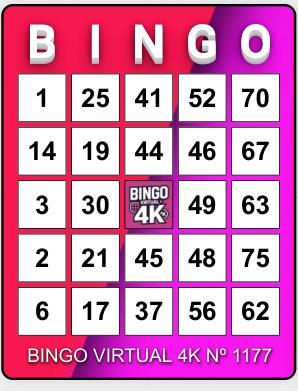 B I N G O
1 25 41 52 70
14 19 44 46 67
3 30 BINGO VIRTUAL 4K 49 63
2 21 45 48 75
6 17 37 56 62
BINGO VIRTUAL 4K Nº 1177